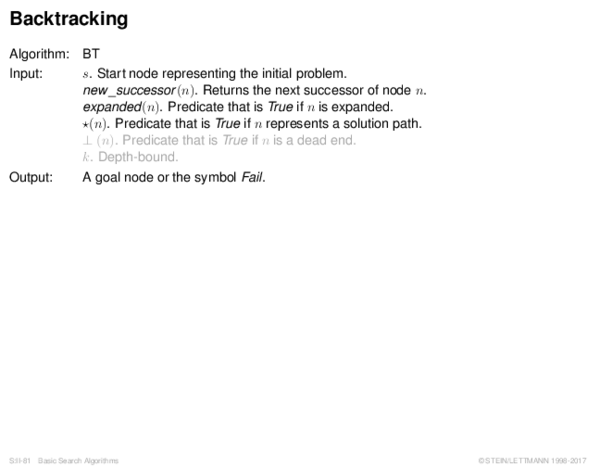 Backtracking
Algorithm: BT
Input: s. Start node representing the initial problem.
new_successor(n). Returns the next successor of node n.
expanded(n). Predicate that is True if n is expanded.
⋆(n). Predicate that is True if n represents a solution path.
⊥(n). Predicate that is True if n is a dead end.
k. Depth-bound.
Output: A goal node or the symbol Fail.
S:II-81 Basic Search Algorithms ©STEIN/LETTMANN 1998-2017